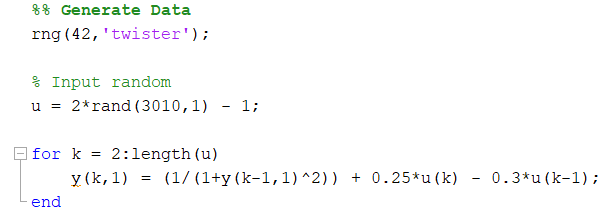 %% Generate Data
rng(42,'twister');
% Input random
u = 2*rand(3010,1) - 1;
for k = 2:length(u)
y(k,1) = (1/(1+y(k-1,1)^2)) + 0.25*u(k) - 0.3*u(k-1);
end